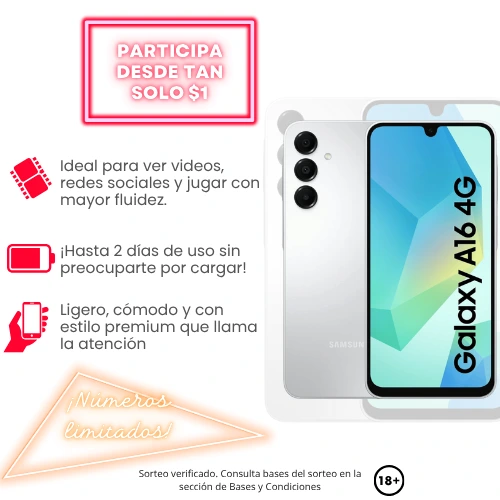 PARTICIPA
DESDE TAN
SOLO $1
Ideal para ver videos,
redes sociales y jugar con
mayor fluidez.
¡Hasta 2 días de uso sin
preocuparte por cargar!
Ligero, cómodo y con
estilo premium que llama
la atención
SAMSUNG
Galaxy A16 4G
¡Números
limitados!
Sorteo verificado. Consulta bases del sorteo en la
sección de Bases y Condiciones
18+